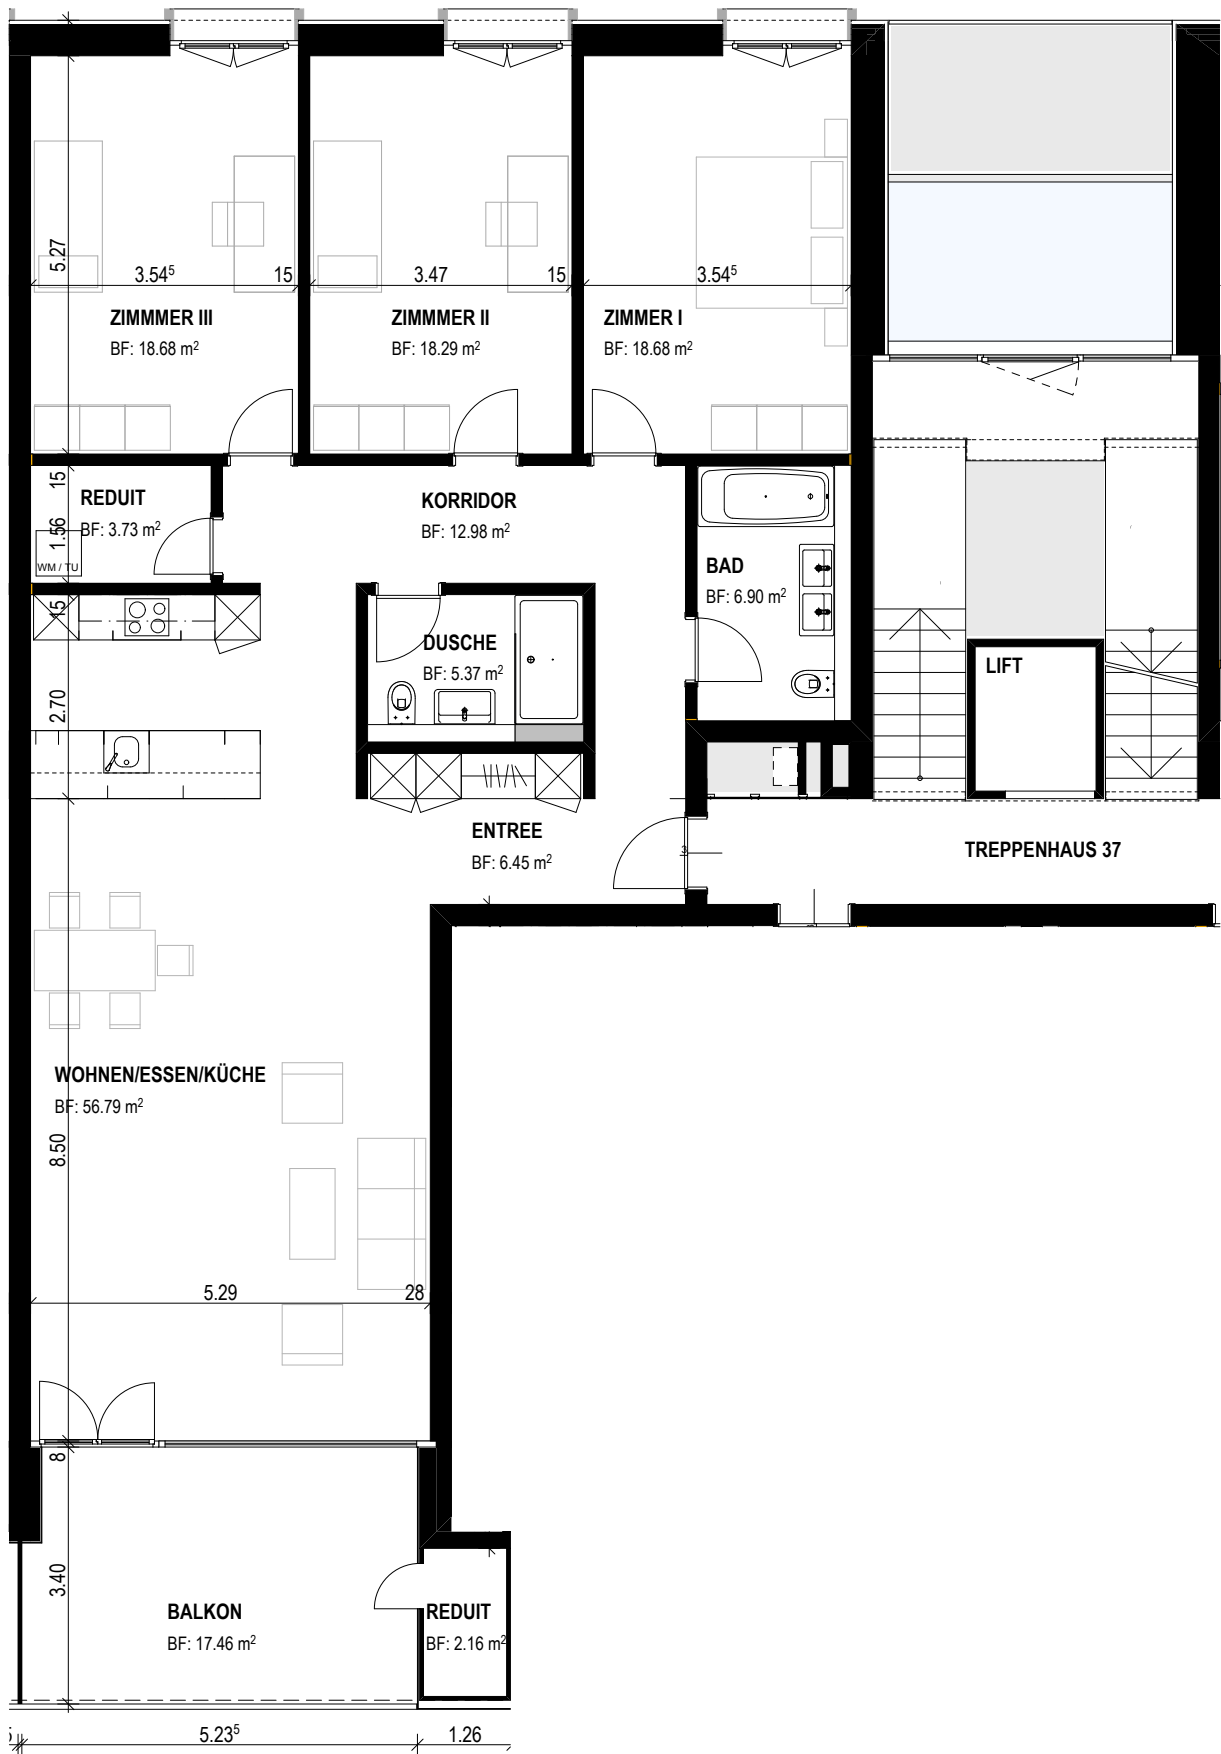 5.27
3.54⁵
15
3.47
15
3.54⁵
ZIMMMER III
BF: 18.68 m²
ZIMMMER II
BF: 18.29 m²
ZIMMER I
BF: 18.68 m²
15
REDUIT
BF: 3.73 m²
1.56
WM / TU
KORRIDOR
BF: 12.98 m²
BAD
BF: 6.90 m²
15
DUSCHE
BF: 5.37 m²
LIFT
2.70
ENTREE
BF: 6.45 m²
3
TREPPENHAUS 37
WOHNEN/ESSEN/KÜCHE
BF: 56.79 m²
8.50
5.29
28
8
3.40
BALKON
BF: 17.46 m²
REDUIT
BF: 2.16 m²
5.23⁵
1.26